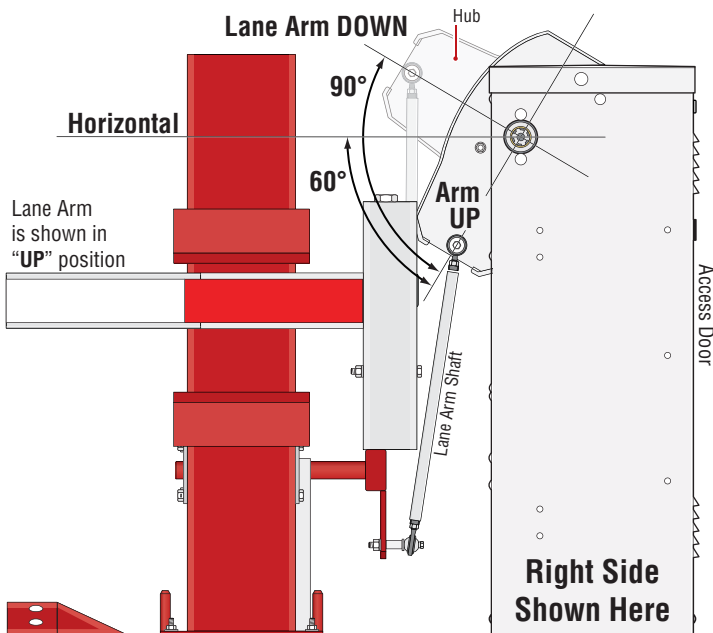 Lane Arm DOWN
Hub
90°
Horizontal
60°
Arm
UP
Lane Arm
is shown in
“UP” position
Access Door
Lane Arm Shaft
Right Side
Shown Here